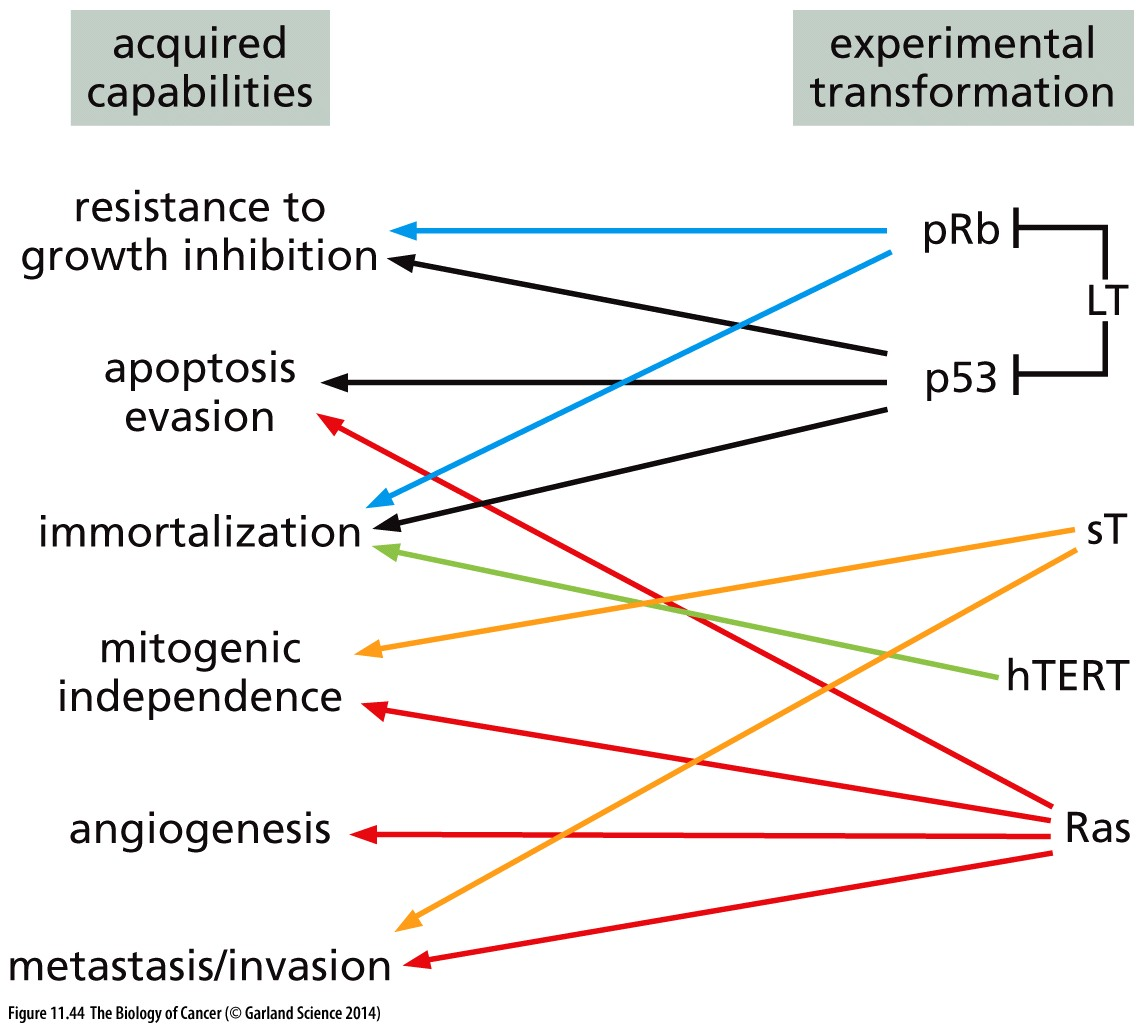 acquired
capabilities
experimental
transformation
resistance to
growth inhibition
pRb
LT
apoptosis
evasion
p53
immortalization
sT
mitogenic
independence
hTERT
angiogenesis
Ras
metastasis/invasion
Figure 11.44 The Biology of Cancer (© Garland Science 2014)